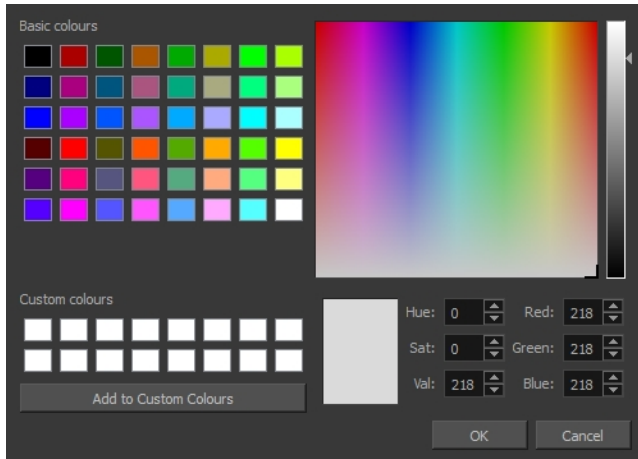 Basic colours
Custom colours
Add to Custom Colours
Hue: 0 Red: 218
Sat: 0 Green: 218
Val: 218 Blue: 218
OK Cancel